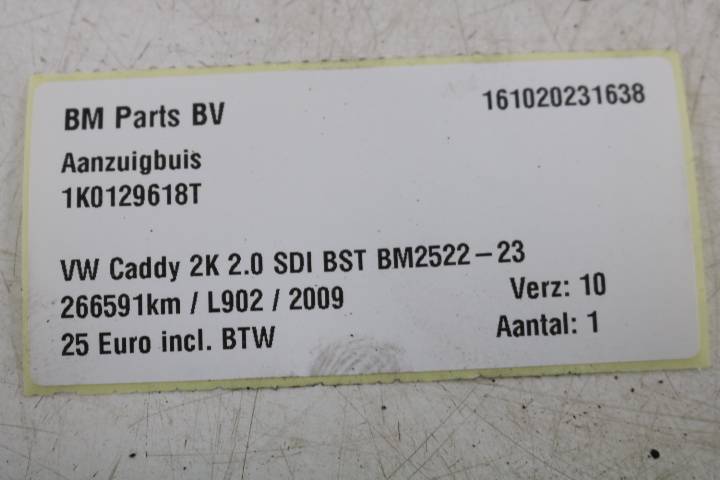 BM Parts BV
161020231638
Aanzuigbuis
1K0129618T
VW Caddy 2K 2.0 SDI BST BM2522-23
266591km / L902 / 2009
Verz: 10
25 Euro incl. BTW
Aantal: 1